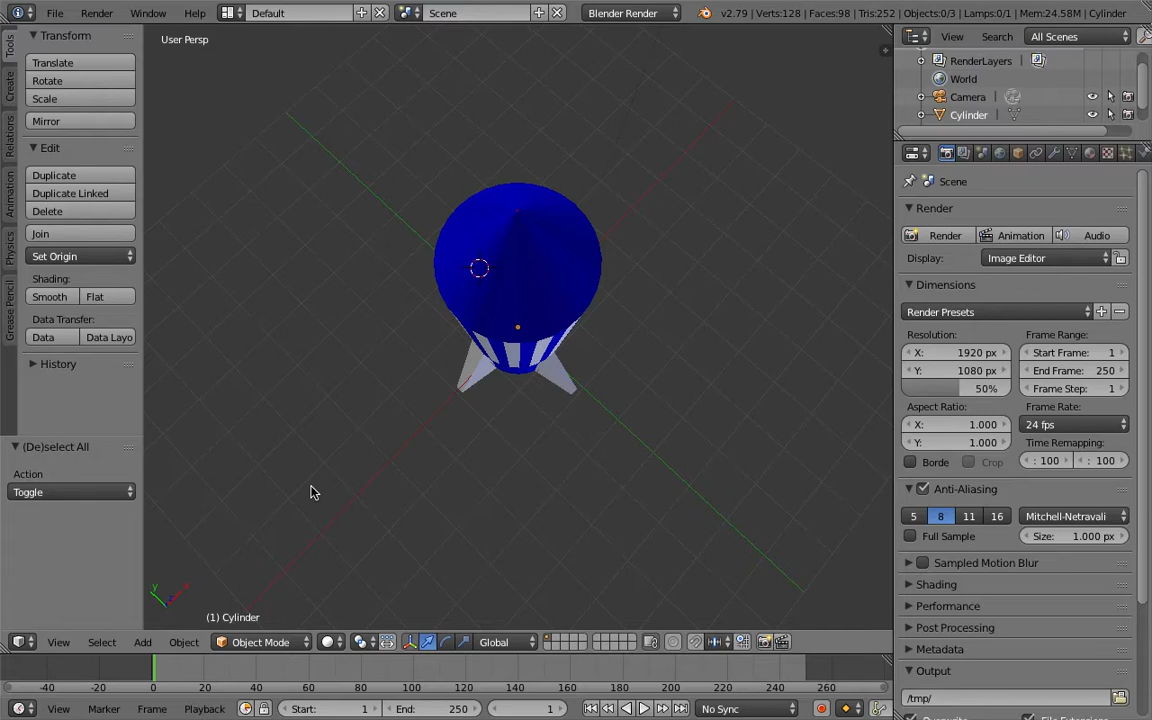 File Render Window Help Default Scene Blender Render v2.79 | Verts:128 | Faces:98 | Tris:252 | Objects:0/3 | Lamps:0/1 | Mem:24.58M | Cylinder
Tools
Create
Relations
Animation
Physics
Grease Pencil
Transform
Translate
Rotate
Scale
Mirror
Edit
Duplicate
Duplicate Linked
Delete
Join
Set Origin
Shading:
Smooth Flat
Data Transfer:
Data Data Layo
History
(De)select All
Action
Toggle
User Persp
y
(1) Cylinder
View Select Add Object Object Mode Global
-40 -20 0 20 40 60 80 100 120 140 160 180 200 220 240 260
View Marker Frame Playback Start: 1 End: 250 1 No Sync
View Search All Scenes
RenderLayers
World
Camera
Cylinder
Scene
Render
Render Animation Audio
Display: Image Editor
Dimensions
Render Presets
Resolution: Frame Range:
X: 1920 px Start Frame: 1
Y: 1080 px End Frame: 250
50% Frame Step: 1
Aspect Ratio: Frame Rate:
X: 1.000 24 fps
Y: 1.000 Time Remapping:
Borde Crop : 100 : 100
Anti-Aliasing
5 8 11 16 Mitchell-Netravali
Full Sample Size: 1.000 px
Sampled Motion Blur
Shading
Performance
Post Processing
Metadata
Output
/tmp/